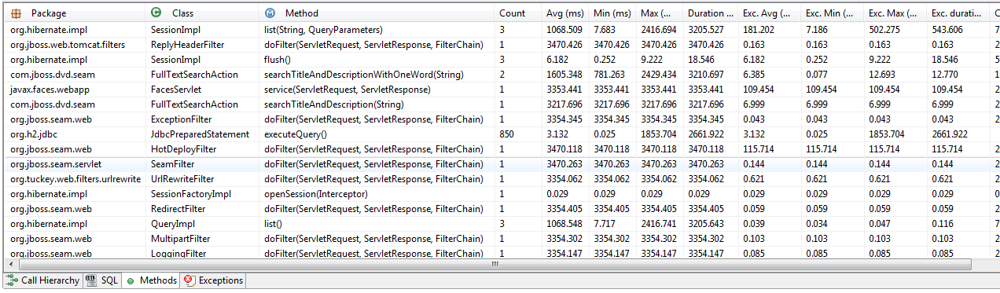 Package Class Method Count Avg (ms) Min (ms) Max (... Duration ... Exc. Avg (... Exc. Min (... Exc. Max (... Exc. durati...
org.hibernate.impl SessionImpl list(String, QueryParameters) 3 1068.509 7.683 2416.694 3205.527 181.202 7.186 502.275 543.606 7
org.jboss.web.tomcat.filters ReplyHeaderFilter doFilter(ServletRequest, ServletResponse, FilterChain) 1 3470.426 3470.426 3470.426 3470.426 0.163 0.163 0.163 0.163 2
org.hibernate.impl SessionImpl flush() 3 6.182 0.252 9.222 18.546 6.182 0.252 9.222 18.546 5
com.jboss.dvd.seam FullTextSearchAction searchTitleAndDescriptionWithOneWord(String) 2 1605.348 781.263 2429.434 3210.697 6.385 0.077 12.693 12.770 1
javax.faces.webapp FacesServlet service(ServletRequest, ServletResponse) 1 3353.441 3353.441 3353.441 3353.441 109.454 109.454 109.454 109.454 2
com.jboss.dvd.seam FullTextSearchAction searchTitleAndDescription(String) 1 3217.696 3217.696 3217.696 3217.696 6.999 6.999 6.999 6.999 2
org.jboss.seam.web ExceptionFilter doFilter(ServletRequest, ServletResponse, FilterChain) 1 3354.345 3354.345 3354.345 3354.345 0.043 0.043 0.043 0.043 2
org.h2.jdbc JdbcPreparedStatement executeQuery() 850 3.132 0.025 1853.704 2661.922 3.132 0.025 1853.704 2661.922
org.jboss.seam.web HotDeployFilter doFilter(ServletRequest, ServletResponse, FilterChain) 1 3470.118 3470.118 3470.118 3470.118 115.714 115.714 115.714 115.714 2
org.jboss.seam.servlet SeamFilter doFilter(ServletRequest, ServletResponse, FilterChain) 1 3470.263 3470.263 3470.263 3470.263 0.144 0.144 0.144 0.144 2
org.tuckey.web.filters.urlrewrite UrlRewriteFilter doFilter(ServletRequest, ServletResponse, FilterChain) 1 3354.062 3354.062 3354.062 3354.062 0.621 0.621 0.621 0.621 2
org.hibernate.impl SessionFactoryImpl openSession(Interceptor) 1 0.029 0.029 0.029 0.029 0.029 0.029 0.029 0.029 0
org.jboss.seam.web RedirectFilter doFilter(ServletRequest, ServletResponse, FilterChain) 1 3354.405 3354.405 3354.405 3354.405 0.059 0.059 0.059 0.059 2
org.hibernate.impl QueryImpl list() 3 1068.548 7.717 2416.741 3205.643 0.039 0.034 0.047 0.116 7
org.jboss.seam.web MultipartFilter doFilter(ServletRequest, ServletResponse, FilterChain) 1 3354.302 3354.302 3354.302 3354.302 0.103 0.103 0.103 0.103 2
org.jboss.seam.web LoggingFilter doFilter(ServletRequest, ServletResponse, FilterChain) 1 3354.147 3354.147 3354.147 3354.147 0.085 0.085 0.085 0.085 2
Call Hierarchy SQL Methods Exceptions